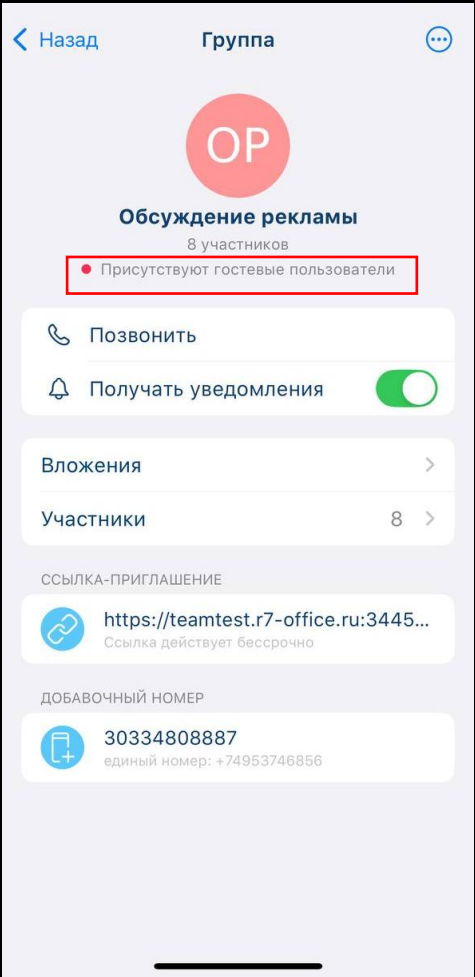 Назад
Группа
ОР
Обсуждение рекламы
8 участников
Присутствуют гостевые пользователи
Позвонить
Получать уведомления
Вложения
Участники 8
ССЫЛКА-ПРИГЛАШЕНИЕ
https://teamtest.r7-office.ru:3445...
Ссылка действует бессрочно
ДОБАВОЧНЫЙ НОМЕР
30334808887
единый номер: +74953746856